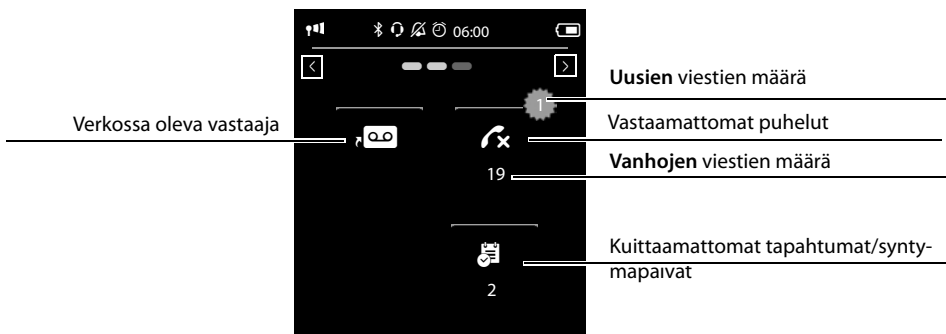 06:00
Uusien viestien määrä
1
Verkossa oleva vastaaja
Vastaamattomat puhelut
Vanhojen viestien määrä
19
Kuittaamattomat tapahtumat/synty-
mapaivat
2